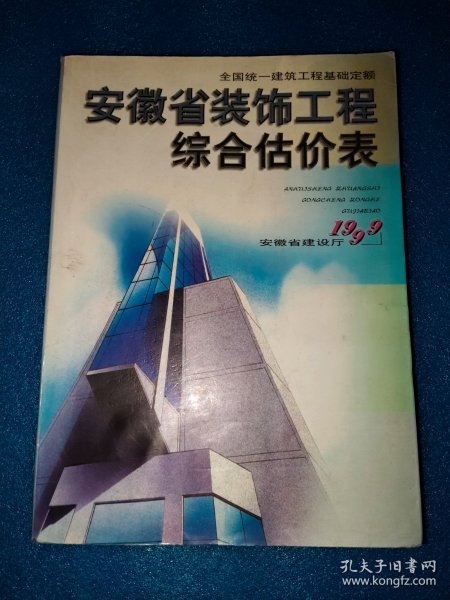 全国统一建筑工程基础定额
安徽省装饰工程
综合估价表
ANHUISHENG ZHUANGSHI
GONGCHENG ZONGHE
GUJIABIAO
1999
安徽省建设厅
孔夫子旧书网
www.kongfz.com